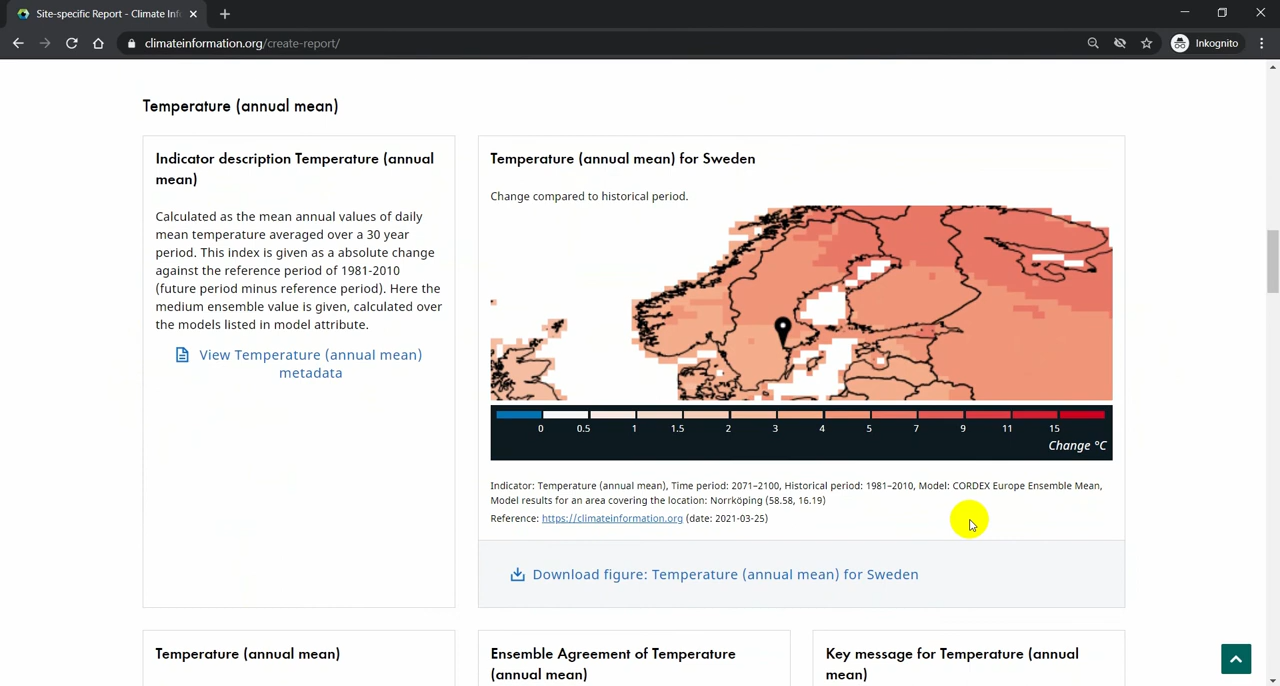 Site-specific Report - Climate Inf
climateinformation.org/create-report/
Inkognito
Temperature (annual mean)
Indicator description Temperature (annual
mean)
Calculated as the mean annual values of daily
mean temperature averaged over a 30 year
period. This index is given as a absolute change
against the reference period of 1981-2010
(future period minus reference period). Here the
medium ensemble value is given, calculated over
the models listed in model attribute.
View Temperature (annual mean)
metadata
Temperature (annual mean) for Sweden
Change compared to historical period.
0 0.5 1 1.5 2 3 4 5 7 9 11 15
Change °C
Indicator: Temperature (annual mean), Time period: 2071–2100, Historical period: 1981–2010, Model: CORDEX Europe Ensemble Mean,
Model results for an area covering the location: Norrköping (58.58, 16.19)
Reference: https://climateinformation.org (date: 2021-03-25)
Download figure: Temperature (annual mean) for Sweden
Temperature (annual mean)
Ensemble Agreement of Temperature
(annual mean)
Key message for Temperature (annual
mean)